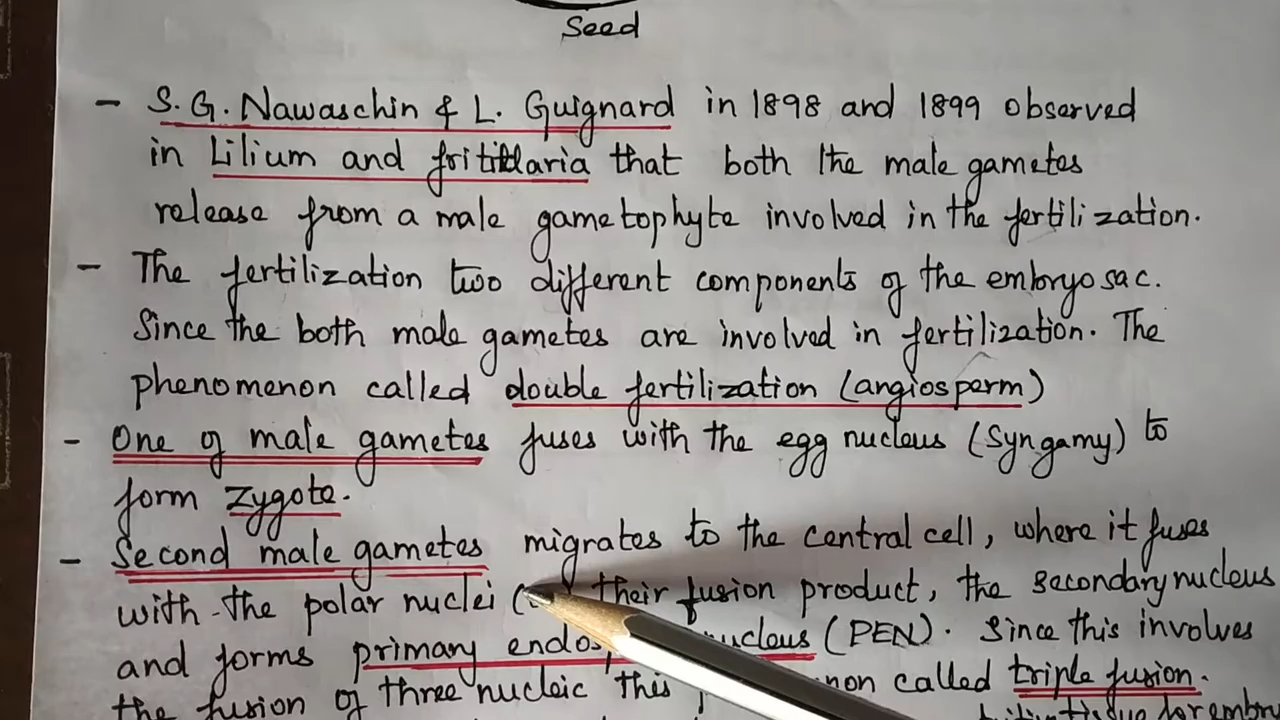 Seed
- S. G. Nawaschin & L. Guignard in 1898 and 1899 observed
in Lilium and fritillaria that both the male gametes
release from a male gametophyte involved in the fertilization.
- The fertilization two different components of the embryo sac.
Since the both male gametes are involved in fertilization. The
phenomenon called double fertilization (angiosperm)
- One of male gametes fuses with the egg nucleus (Syngamy) to
form zygote.
- Second male gametes migrates to the central cell, where it fuses
with the polar nuclei ( their fusion product, the secondary nucleus
and forms primary endos nucleus (PEN). Since this involves
the fusion of three nucleic this non called triple fusion.
tissue for embry